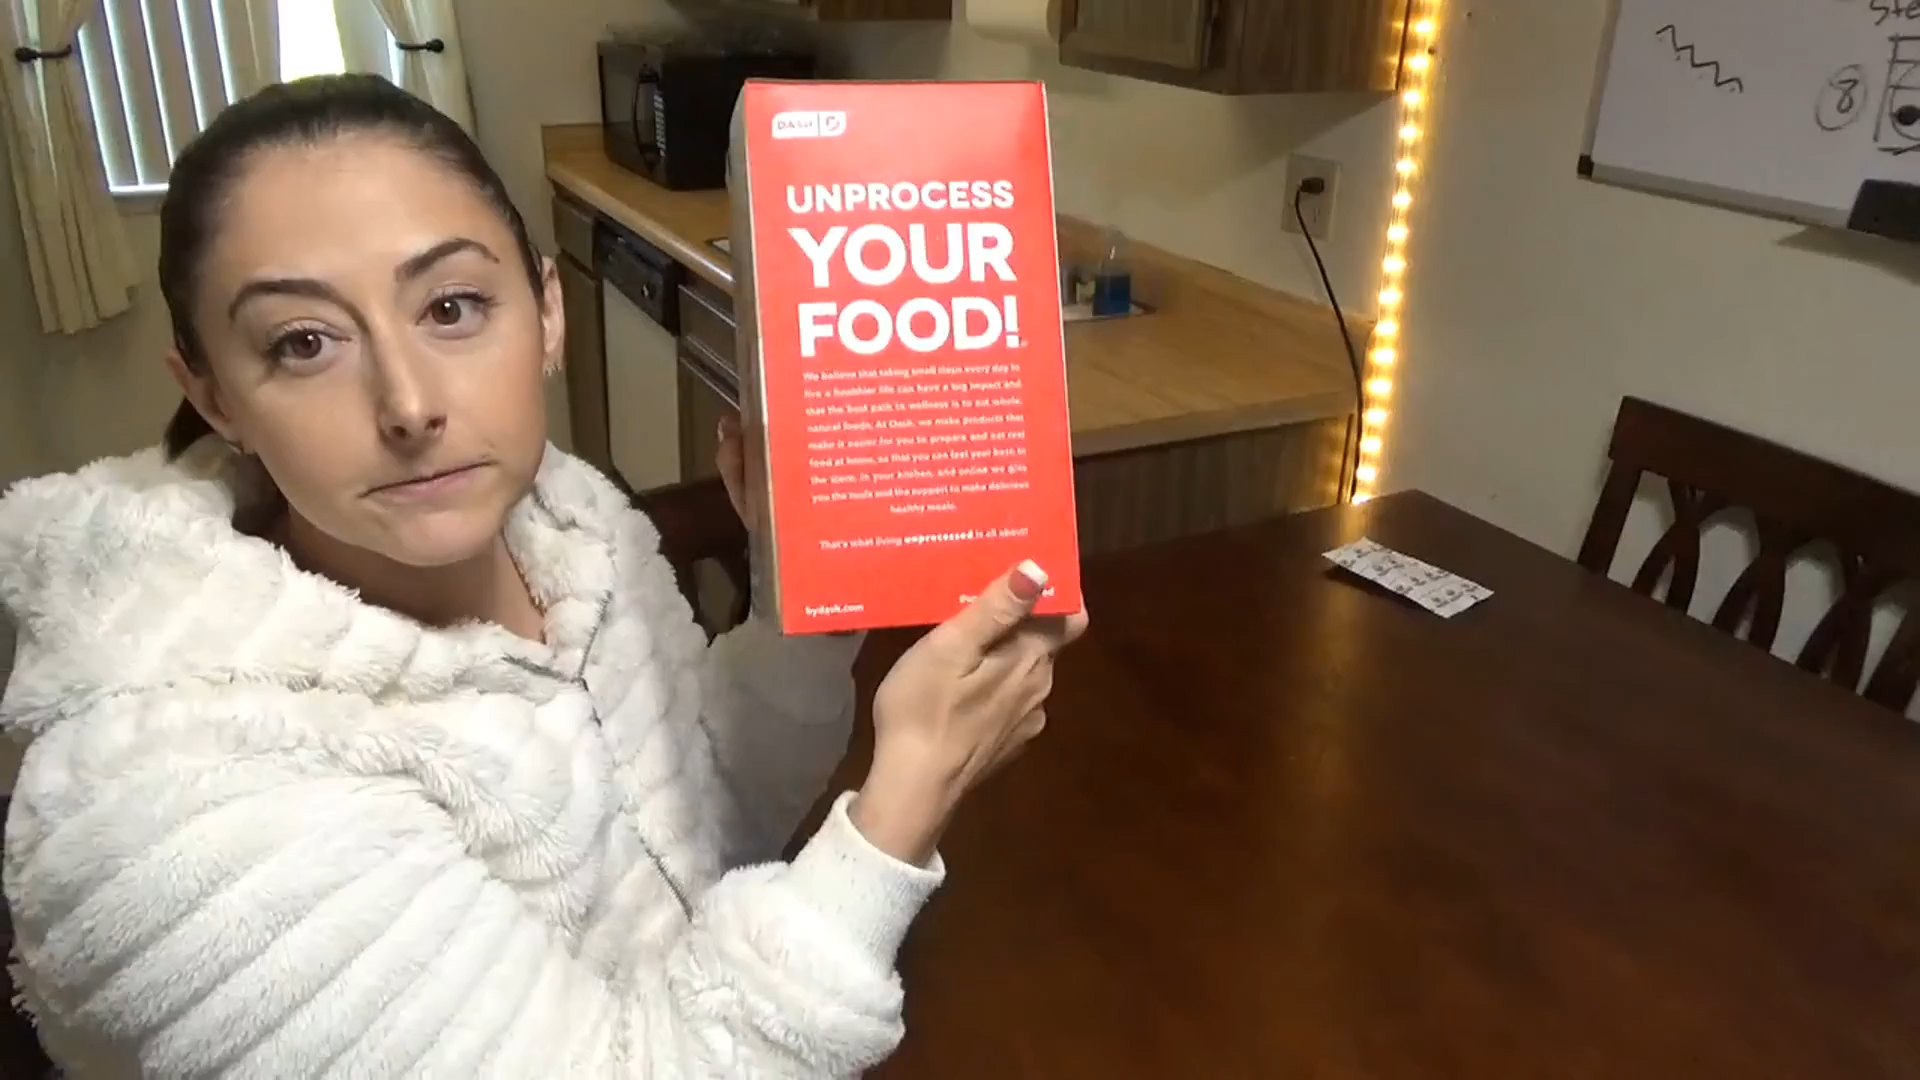 Ste
8
DASH
UNPROCESS
YOUR
FOOD!
We believe that taking small steps every day to
live a healthier life can have a big impact and
that the best path to wellness is to eat whole,
natural foods. At Dash, we make products that
make it easier for you to prepare and eat real
food at home, so that you can feel your best. In
the store, in your kitchen, and online we give
you the tools and the support to make delicious
healthy meals.
That's what living unprocessed is all about!
bydash.com